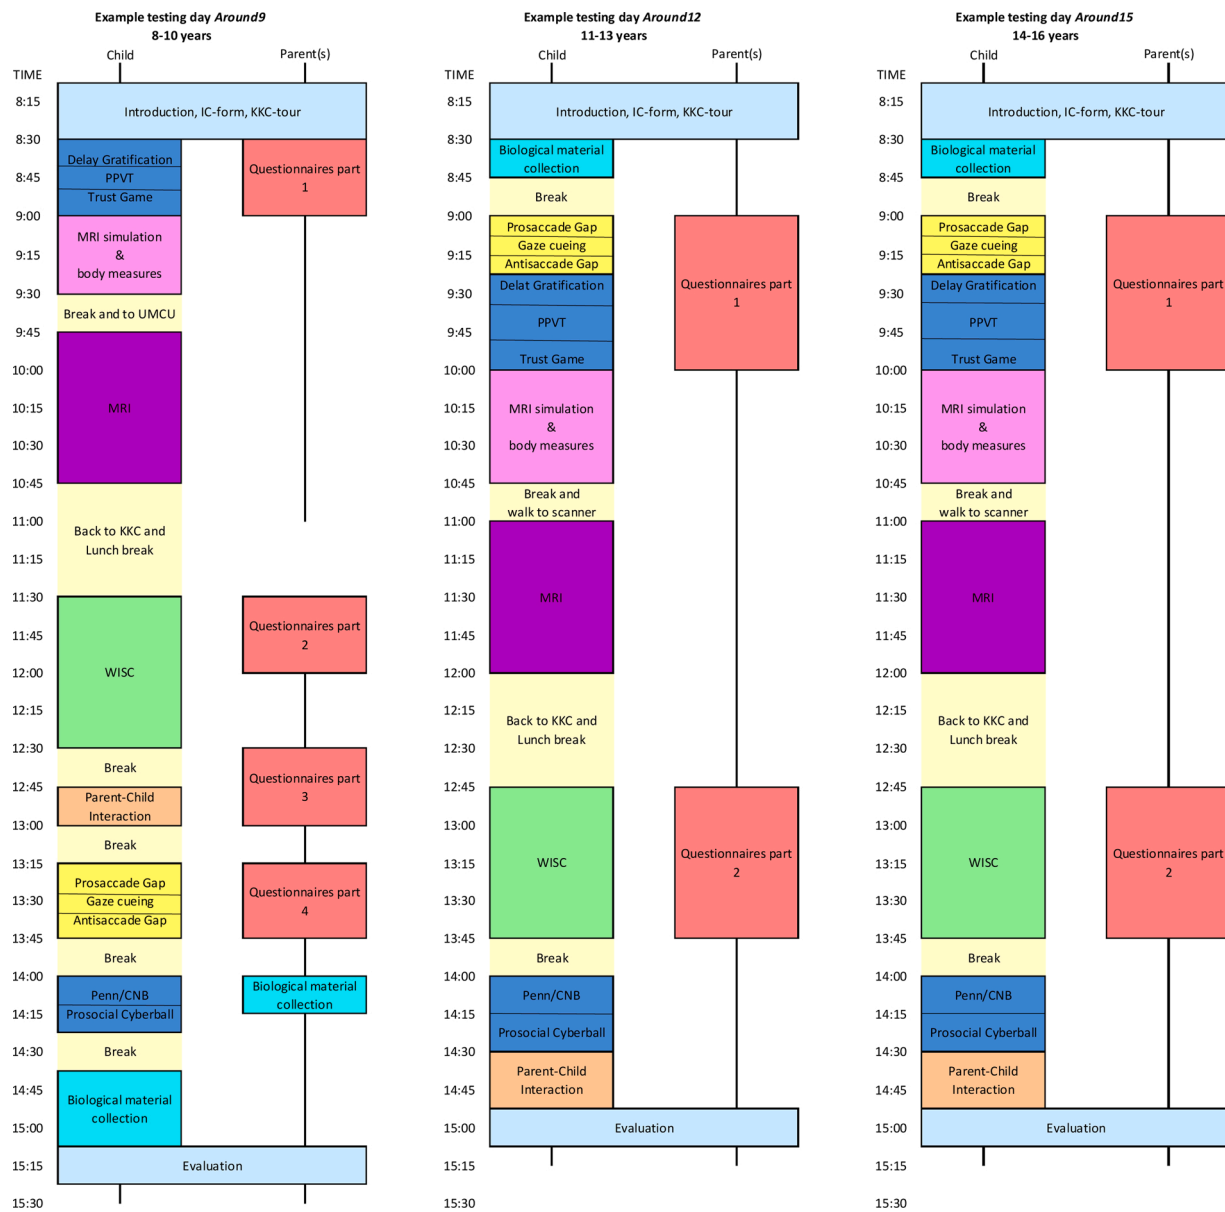 Example testing day Around9
8-10 years
Child
Parent(s)
TIME
8:15
Introduction, IC-form, KKC-tour
8:30
Delay Gratification
Questionnaires part
1
8:45
PPVT
Trust Game
9:00
MRI simulation
&
body measures
9:15
9:30
Break and to UMCU
9:45
10:00
MRI
10:15
10:30
10:45
11:00
Back to KKC and
Lunch break
11:15
11:30
Questionnaires part
2
11:45
WISC
12:00
12:15
12:30
Break
Questionnaires part
3
12:45
Parent-Child
Interaction
13:00
Break
13:15
Prosaccade Gap
Questionnaires part
4
13:30
Gaze cueing
Antisaccade Gap
13:45
Break
14:00
Penn/CNB
Biological material
collection
14:15
Prosocial Cyberball
14:30
Break
14:45
Biological material
collection
15:00
15:15
Evaluation
15:30
Example testing day Around12
11-13 years
Child
Parent(s)
TIME
8:15
Introduction, IC-form, KKC-tour
8:30
Biological material
collection
8:45
Break
9:00
Prosaccade Gap
Gaze cueing
9:15
Antisaccade Gap
Questionnaires part
1
9:30
Delat Gratification
PPVT
9:45
Trust Game
10:00
MRI simulation
&
body measures
10:15
10:30
10:45
Break and
walk to scanner
11:00
11:15
11:30
MRI
11:45
12:00
12:15
Back to KKC and
Lunch break
12:30
12:45
13:00
Questionnaires part
2
13:15
WISC
13:30
13:45
Break
14:00
Penn/CNB
14:15
Prosocial Cyberball
14:30
Parent-Child
Interaction
14:45
15:00
Evaluation
15:15
15:30
Example testing day Around15
14-16 years
Child
Parent(s)
TIME
8:15
Introduction, IC-form, KKC-tour
8:30
Biological material
collection
8:45
Break
9:00
Prosaccade Gap
Gaze cueing
9:15
Antisaccade Gap
Questionnaires part
1
9:30
Delay Gratification
PPVT
9:45
Trust Game
10:00
MRI simulation
&
body measures
10:15
10:30
10:45
Break and
walk to scanner
11:00
11:15
11:30
MRI
11:45
12:00
12:15
Back to KKC and
Lunch break
12:30
12:45
13:00
Questionnaires part
2
13:15
WISC
13:30
13:45
Break
14:00
Penn/CNB
14:15
Prosocial Cyberball
14:30
Parent-Child
Interaction
14:45
15:00
Evaluation
15:15
15:30